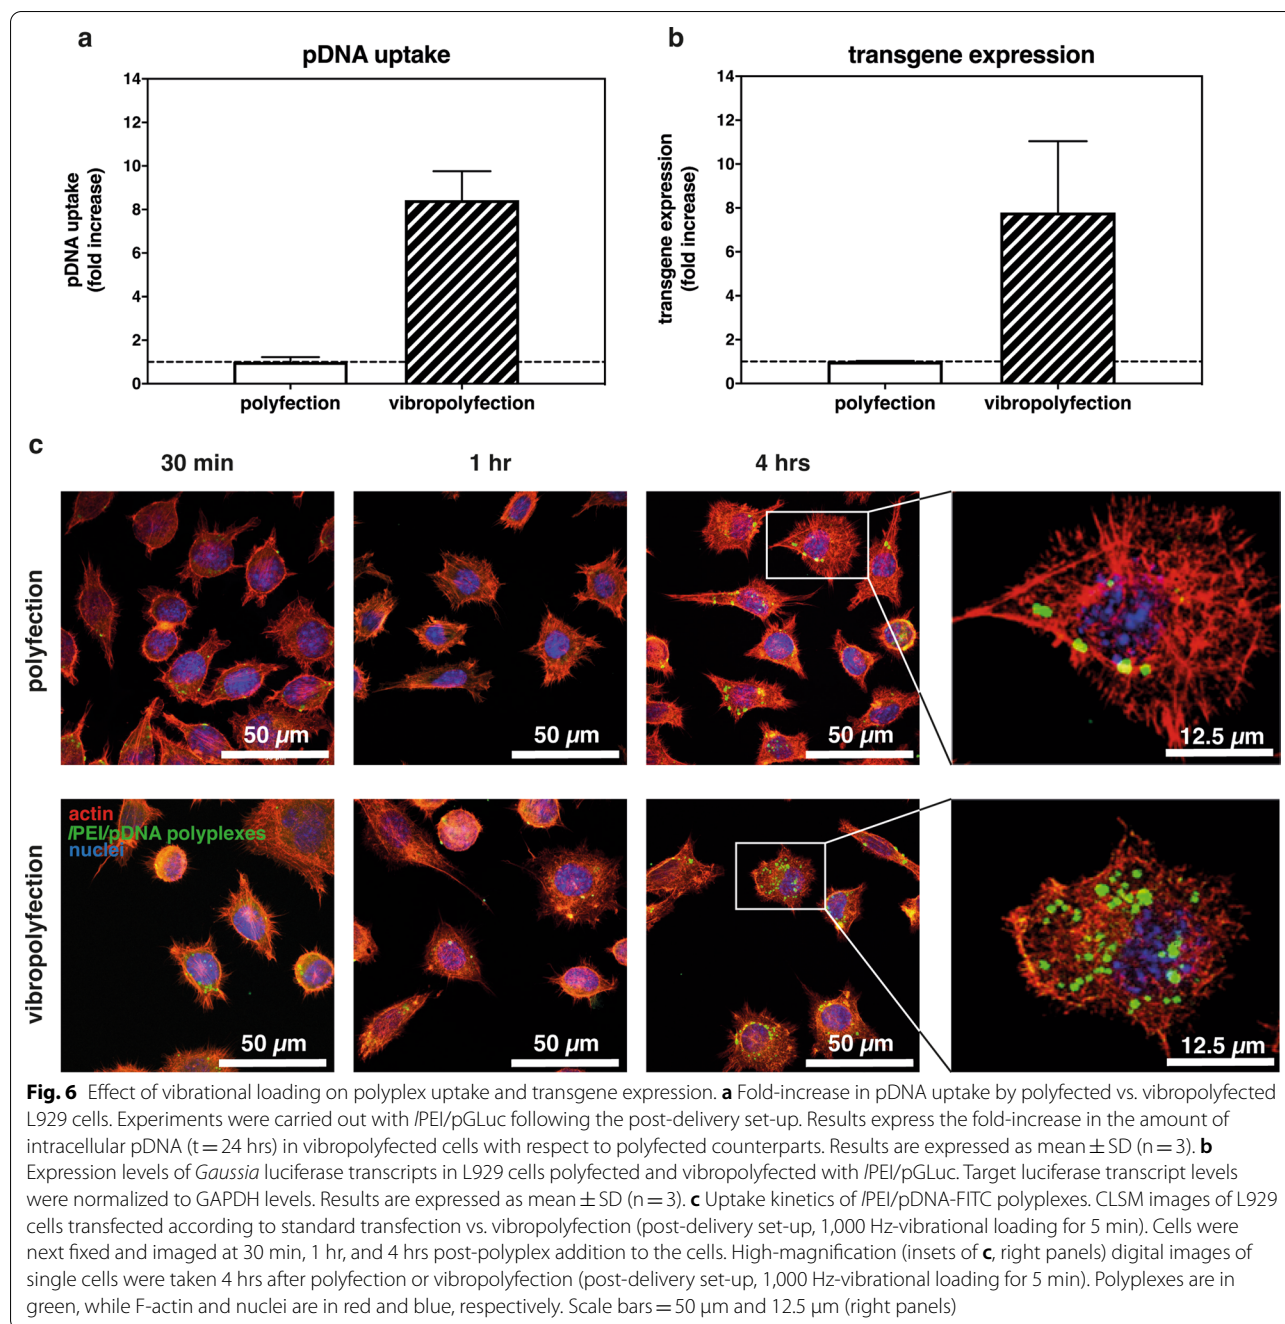 a
pDNA uptake
14
12
10
8
6
4
2
0
pDNA uptake
(fold increase)
polyfection
vibropolyfection
b
transgene expression
14
12
10
8
6
4
2
0
transgene expression
(fold increase)
polyfection
vibropolyfection
c
30 min
1 hr
4 hrs
polyfection
50 µm
50 µm
50 µm
12.5 µm
vibropolyfection
actin
lPEI/pDNA polyplexes
nuclei
50 µm
50 µm
50 µm
12.5 µm
Fig. 6 Effect of vibrational loading on polyplex uptake and transgene expression. a Fold-increase in pDNA uptake by polyfected vs. vibropolyfected
L929 cells. Experiments were carried out with lPEI/pGLuc following the post-delivery set-up. Results express the fold-increase in the amount of
intracellular pDNA (t = 24 hrs) in vibropolyfected cells with respect to polyfected counterparts. Results are expressed as mean ± SD (n = 3). b
Expression levels of Gaussia luciferase transcripts in L929 cells polyfected and vibropolyfected with lPEI/pGLuc. Target luciferase transcript levels
were normalized to GAPDH levels. Results are expressed as mean ± SD (n = 3). c Uptake kinetics of lPEI/pDNA-FITC polyplexes. CLSM images of L929
cells transfected according to standard transfection vs. vibropolyfection (post-delivery set-up, 1,000 Hz-vibrational loading for 5 min). Cells were
next fixed and imaged at 30 min, 1 hr, and 4 hrs post-polyplex addition to the cells. High-magnification (insets of c, right panels) digital images of
single cells were taken 4 hrs after polyfection or vibropolyfection (post-delivery set-up, 1,000 Hz-vibrational loading for 5 min). Polyplexes are in
green, while F-actin and nuclei are in red and blue, respectively. Scale bars = 50 µm and 12.5 µm (right panels)